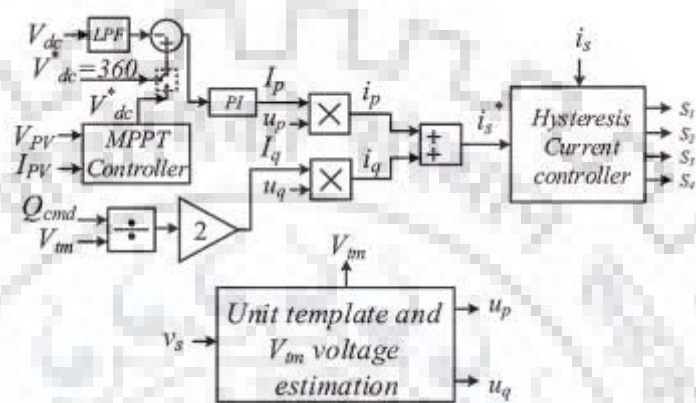 V_dc
LPF
−
V*_dc=360
V*_dc
V_PV
I_PV
MPPT
Controller
PI
I_p
u_p
×
i_p
I_q
u_q
×
i_q
+
+
i_s*
i_s
Hysteresis
Current
controller
S_1
S_2
S_3
S_4
Q_cmd
V_tm
÷
2
V_tm
v_s
Unit template and
V_tm voltage
estimation
u_p
u_q